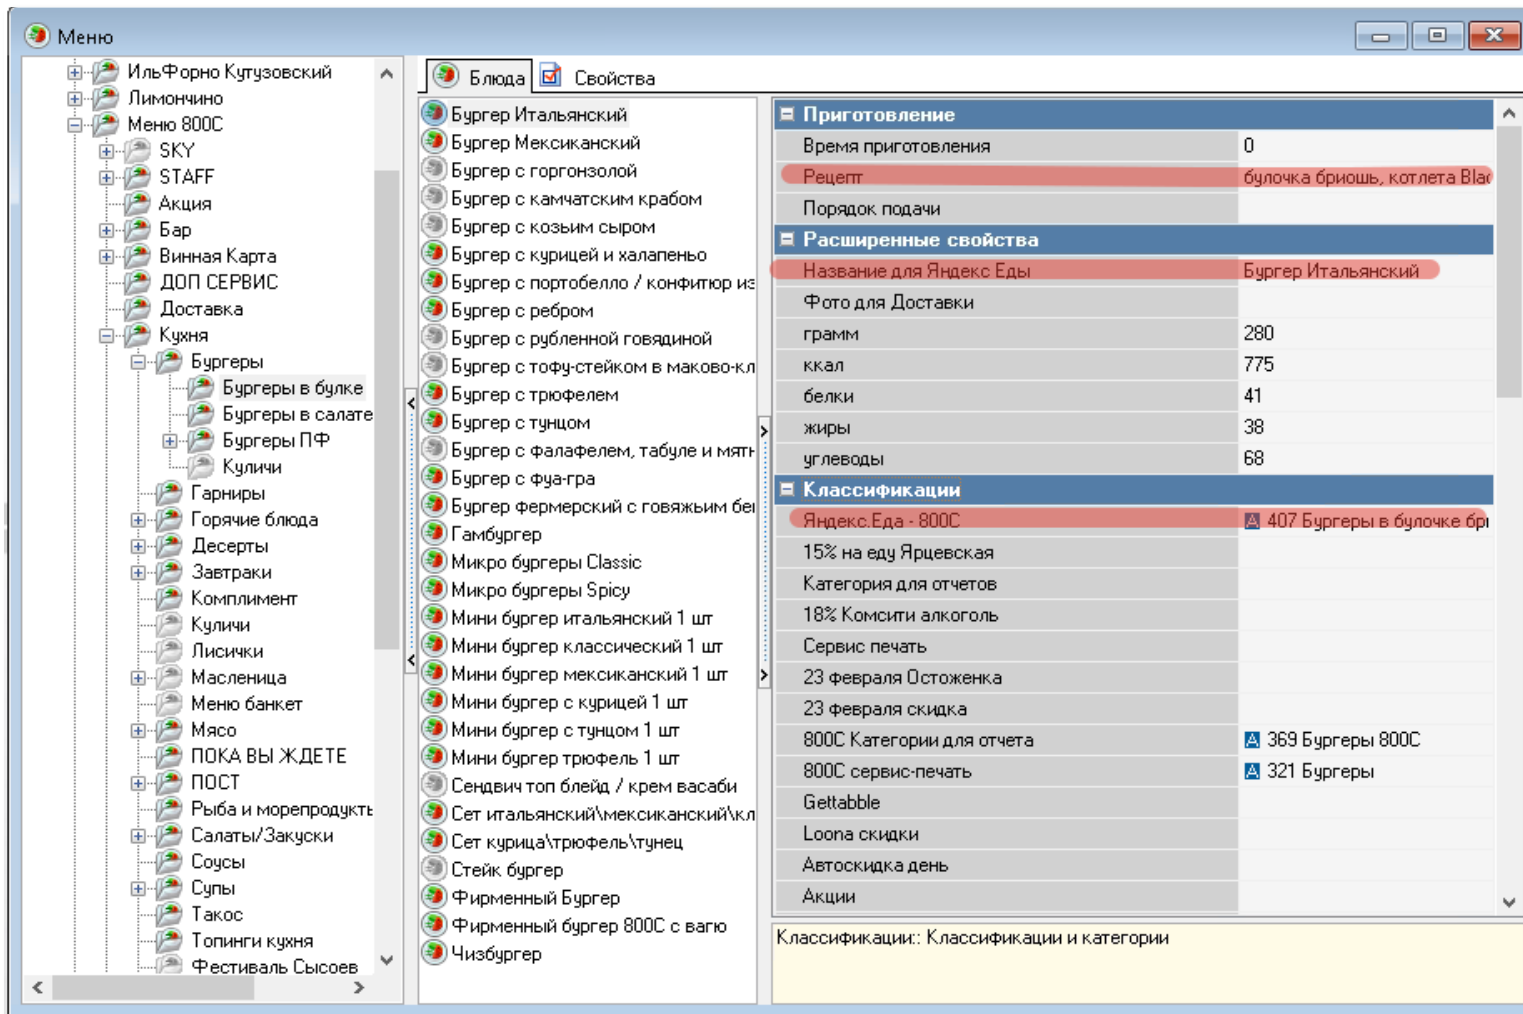 Меню
ИльФорно Кутузовский
Лимончино
Меню 800С
SKY
STAFF
Акция
Бар
Винная Карта
ДОП СЕРВИС
Доставка
Кухня
Бургеры
Бургеры в булке
Бургеры в салате
Бургеры ПФ
Куличи
Гарниры
Горячие блюда
Десерты
Завтраки
Комплимент
Куличи
Лисички
Масленица
Меню банкет
Мясо
ПОКА ВЫ ЖДЕТЕ
ПОСТ
Рыба и морепродукты
Салаты/Закуски
Соусы
Супы
Такос
Топинги кухня
Фестиваль Сысоев
Блюда
Свойства
Бургер Итальянский
Бургер Мексиканский
Бургер с горгонзолой
Бургер с камчатским крабом
Бургер с козьим сыром
Бургер с курицей и халапеньо
Бургер с портобелло / конфитюр из
Бургер с ребром
Бургер с рубленной говядиной
Бургер с тофу-стейком в маково-кл
Бургер с трюфелем
Бургер с тунцом
Бургер с фалафелем, табуле и мятн
Бургер с фуа-гра
Бургер фермерский с говяжьим бе
Гамбургер
Микро бургеры Classic
Микро бургеры Spicy
Мини бургер итальянский 1 шт
Мини бургер классический 1 шт
Мини бургер мексиканский 1 шт
Мини бургер с курицей 1 шт
Мини бургер с тунцом 1 шт
Мини бургер трюфель 1 шт
Сендвич топ блейд / крем васаби
Сет итальянский\мексиканский\кл
Сет курица\трюфель\тунец
Стейк бургер
Фирменный Бургер
Фирменный бургер 800С с вагю
Чизбургер
Приготовление
Время приготовления 0
Рецепт булочка бриошь, котлета Blac
Порядок подачи
Расширенные свойства
Название для Яндекс Еды Бургер Итальянский
Фото для Доставки
грамм 280
ккал 775
белки 41
жиры 38
углеводы 68
Классификации
Яндекс.Еда - 800С A 407 Бургеры в булочке бри
15% на еду Ярцевская
Категория для отчетов
18% Комсити алкоголь
Сервис печать
23 февраля Остоженка
23 февраля скидка
800С Категории для отчета A 369 Бургеры 800С
800С сервис-печать A 321 Бургеры
Gettabble
Loona скидки
Автоскидка день
Акции
Классификации:: Классификации и категории